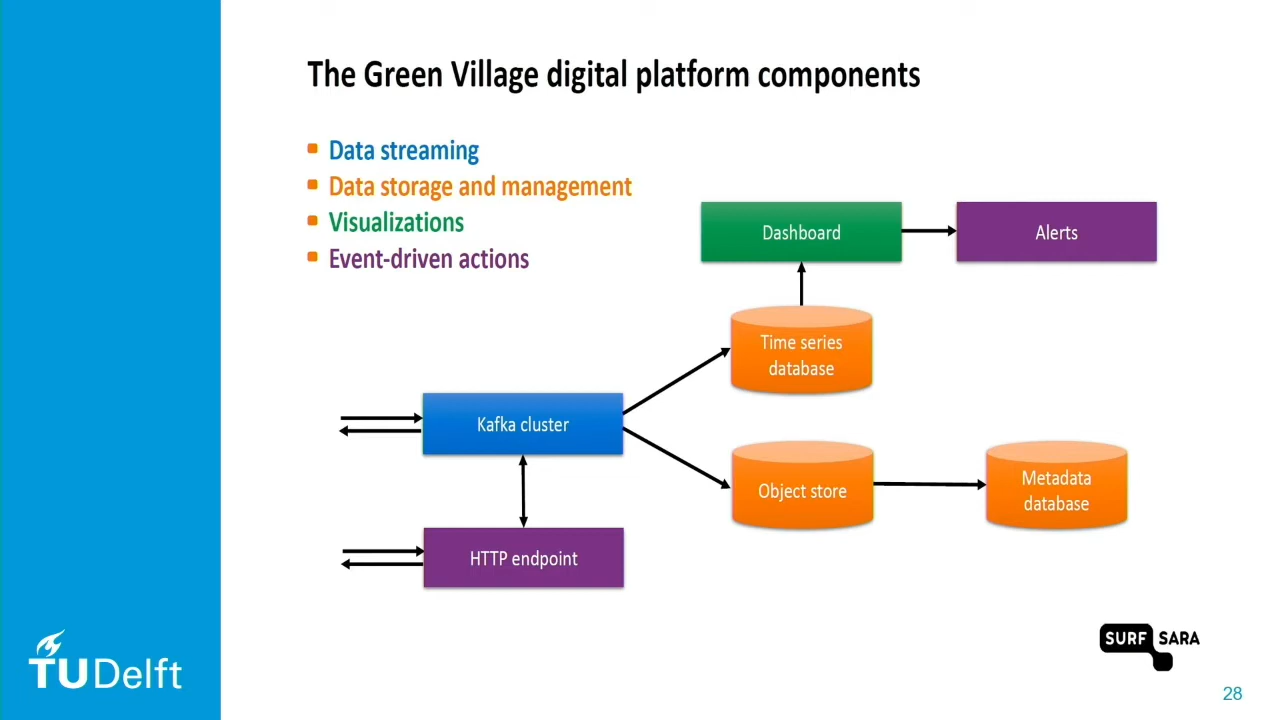 The Green Village digital platform components
Data streaming
Data storage and management
Visualizations
Event-driven actions
Dashboard
Alerts
Time series
database
Kafka cluster
Object store
Metadata
database
HTTP endpoint
SURF SARA
TUDelft
28